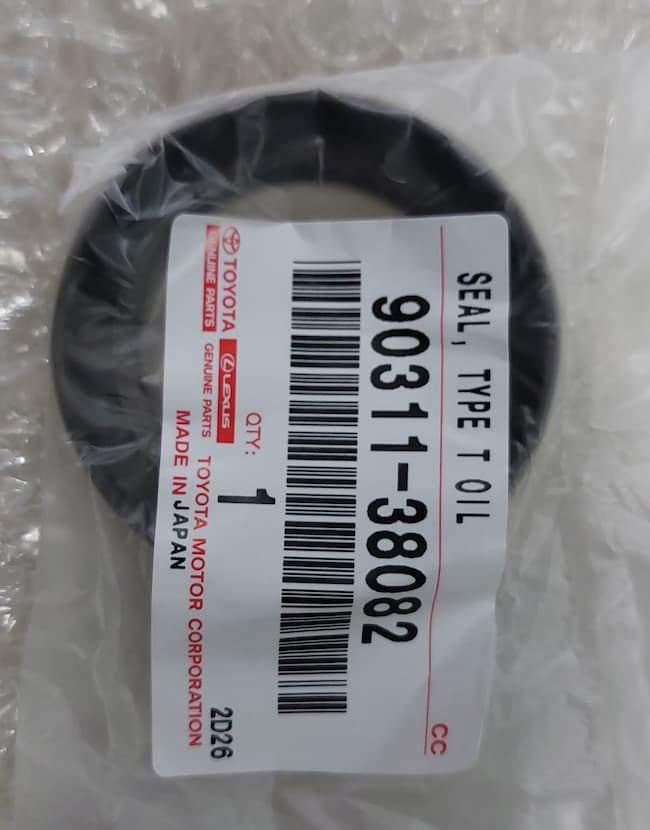 SEAL, TYPE T OIL
CC
90311-38082
QTY:
1
TOYOTA
LEXUS
GENUINE PARTS
GENUINE PARTS
TOYOTA MOTOR CORPORATION
MADE IN JAPAN
2D26